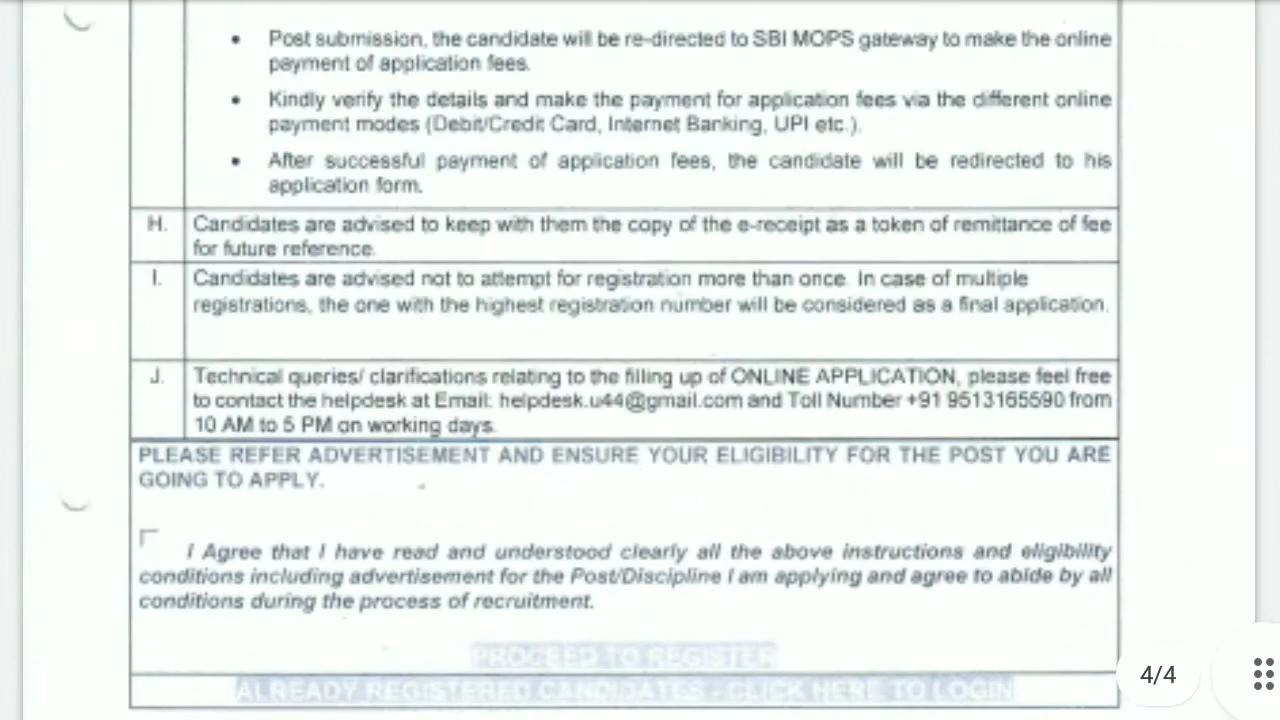 • Post submission, the candidate will be re-directed to SBI MOPS gateway to make the online
payment of application fees.
• Kindly verify the details and make the payment for application fees via the different online
payment modes (Debit/Credit Card, Internet Banking, UPI etc.).
• After successful payment of application fees, the candidate will be redirected to his
application form.
H. Candidates are advised to keep with them the copy of the e-receipt as a token of remittance of fee
for future reference.
I. Candidates are advised not to attempt for registration more than once. In case of multiple
registrations, the one with the highest registration number will be considered as a final application.
J. Technical queries/ clarifications relating to the filling up of ONLINE APPLICATION, please feel free
to contact the helpdesk at Email: helpdesk.u44@gmail.com and Toll Number +91 9513165590 from
10 AM to 5 PM on working days.
PLEASE REFER ADVERTISEMENT AND ENSURE YOUR ELIGIBILITY FOR THE POST YOU ARE
GOING TO APPLY.
I Agree that I have read and understood clearly all the above instructions and eligibility
conditions including advertisement for the Post/Discipline I am applying and agree to abide by all
conditions during the process of recruitment.
PROCEED TO REGISTER
ALREADY REGISTERED CANDIDATES - CLICK HERE TO LOGIN
4/4